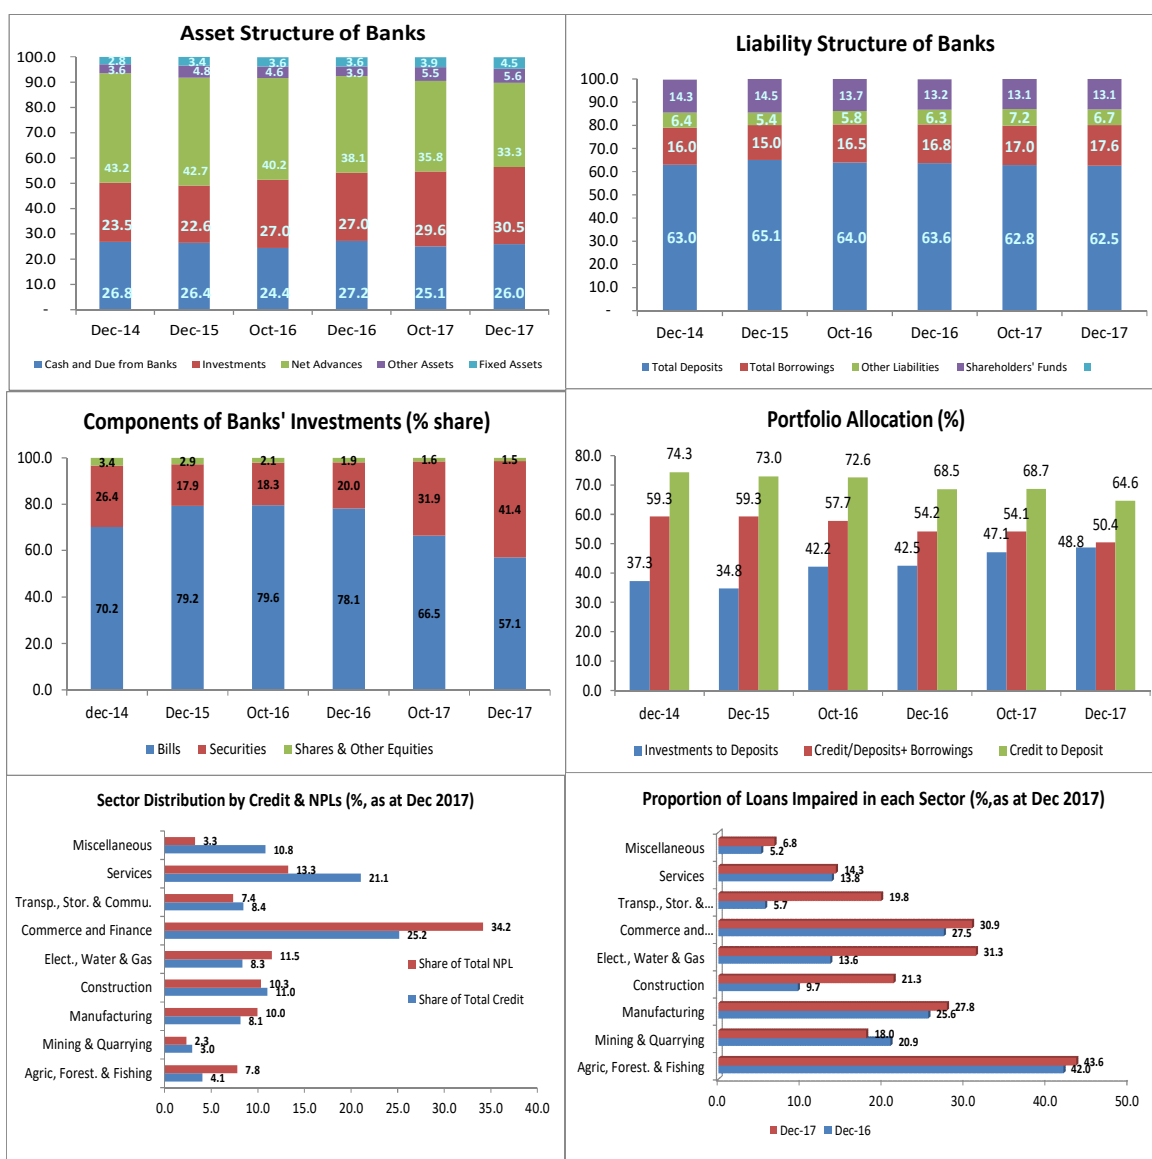 Asset Structure of Banks
100.0
90.0
80.0
70.0
60.0
50.0
40.0
30.0
20.0
10.0
-
2.8 3.4 3.6 3.6 3.9 4.5
3.6 4.8 4.6 3.9 5.5 5.6
43.2 42.7 40.2 38.1 35.8 33.3
23.5 22.6 27.0 27.0 29.6 30.5
26.8 26.4 24.4 27.2 25.1 26.0
Dec-14 Dec-15 Oct-16 Dec-16 Oct-17 Dec-17
Cash and Due from Banks Investments Net Advances Other Assets Fixed Assets
Liability Structure of Banks
100.0
90.0
80.0
70.0
60.0
50.0
40.0
30.0
20.0
10.0
-
14.3 14.5 13.7 13.2 13.1 13.1
6.4 5.4 5.8 6.3 7.2 6.7
16.0 15.0 16.5 16.8 17.0 17.6
63.0 65.1 64.0 63.6 62.8 62.5
Dec-14 Dec-15 Oct-16 Dec-16 Oct-17 Dec-17
Total Deposits Total Borrowings Other Liabilities Shareholders' Funds
Components of Banks' Investments (% share)
100.0
80.0
60.0
40.0
20.0
0.0
3.4 2.9 2.1 1.9 1.6 1.5
26.4 17.9 18.3 20.0 31.9 41.4
70.2 79.2 79.6 78.1 66.5 57.1
dec-14 Dec-15 Oct-16 Dec-16 Oct-17 Dec-17
Bills Securities Shares & Other Equities
Portfolio Allocation (%)
80.0
70.0
60.0
50.0
40.0
30.0
20.0
10.0
0.0
37.3 59.3 74.3
34.8 59.3 73.0
42.2 57.7 72.6
42.5 54.2 68.5
47.1 54.1 68.7
48.8 50.4 64.6
dec-14 Dec-15 Oct-16 Dec-16 Oct-17 Dec-17
Investments to Deposits Credit/Deposits+ Borrowings Credit to Deposit
Sector Distribution by Credit & NPLs (%, as at Dec 2017)
Miscellaneous 3.3 10.8
Services 13.3 21.1
Transp., Stor. & Commu. 7.4 8.4
Commerce and Finance 34.2 25.2
Elect., Water & Gas 11.5 8.3
Construction 10.3 11.0
Manufacturing 10.0 8.1
Mining & Quarrying 2.3 3.0
Agric, Forest. & Fishing 7.8 4.1
Share of Total NPL
Share of Total Credit
0.0 5.0 10.0 15.0 20.0 25.0 30.0 35.0 40.0
Proportion of Loans Impaired in each Sector (%,as at Dec 2017)
Miscellaneous 6.8 5.2
Services 14.3 13.8
Transp., Stor. &... 19.8 5.7
Commerce and... 30.9 27.5
Elect., Water & Gas 31.3 13.6
Construction 21.3 9.7
Manufacturing 27.8 25.6
Mining & Quarrying 18.0 20.9
Agric, Forest. & Fishing 43.6 42.0
0.0 10.0 20.0 30.0 40.0 50.0
Dec-17 Dec-16